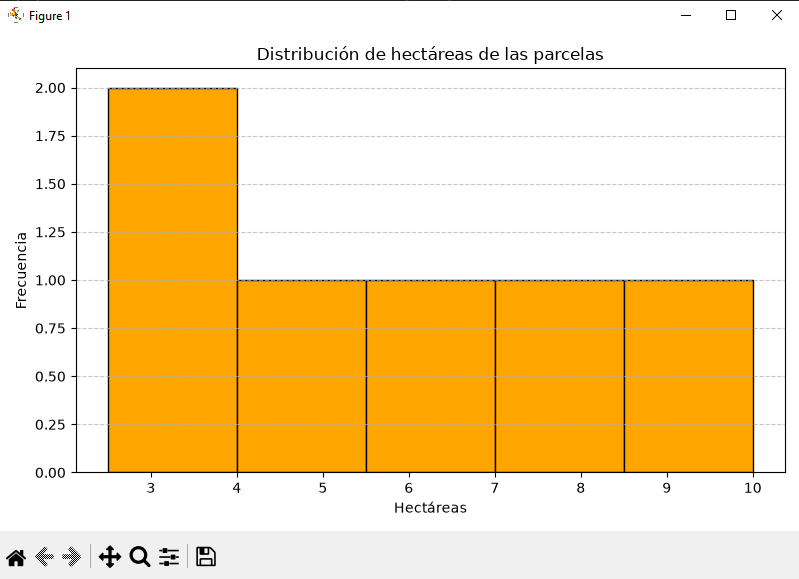 Figure 1
Distribución de hectáreas de las parcelas
2.00
1.75
1.50
1.25
1.00
0.75
0.50
0.25
0.00
Frecuencia
3 4 5 6 7 8 9 10
Hectáreas